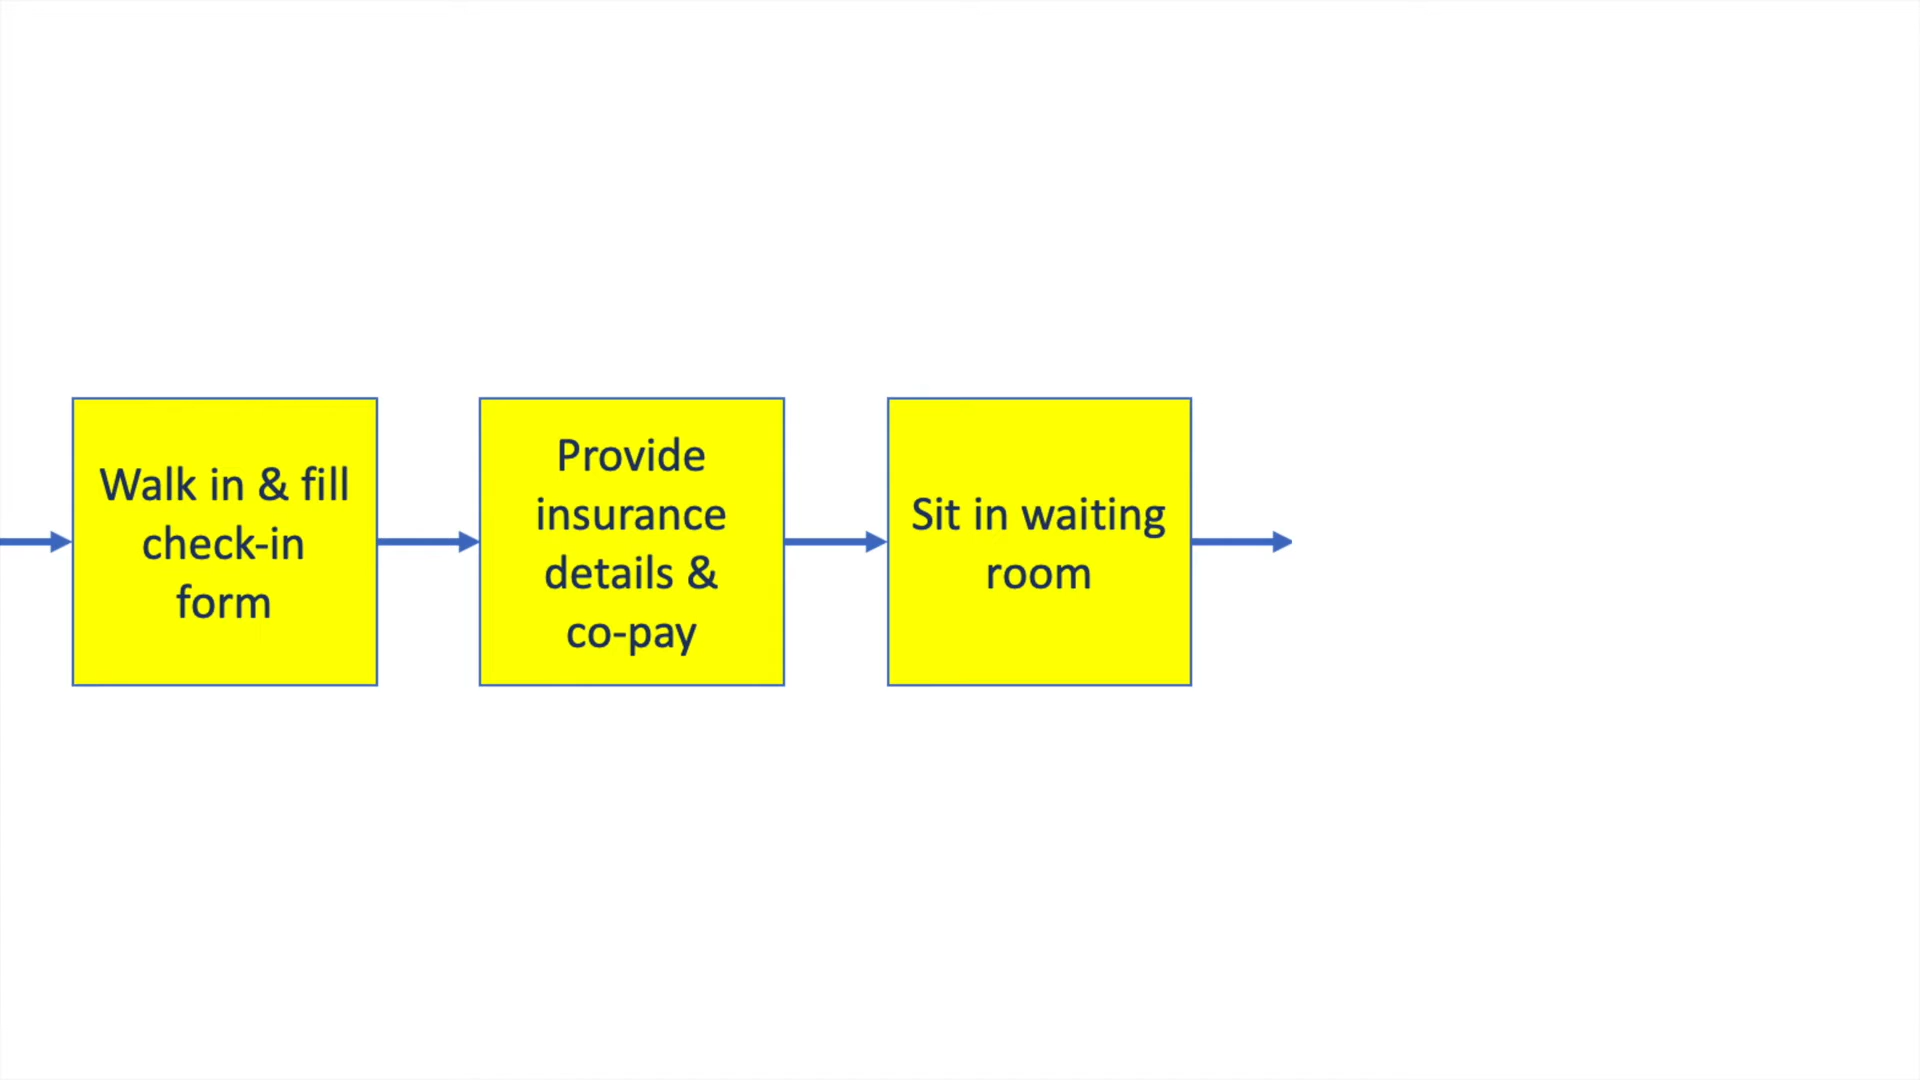 Walk in & fill
check-in
form
Provide
insurance
details &
co-pay
Sit in waiting
room